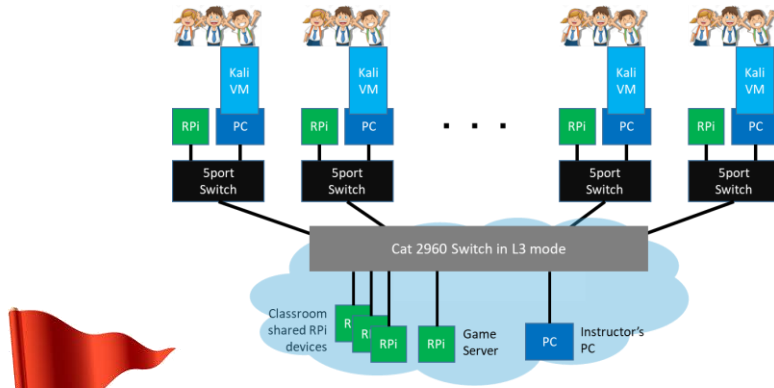 Kali
VM
Kali
VM
Kali
VM
Kali
VM
RPi
PC
RPi
PC
. . .
RPi
PC
RPi
PC
5port
Switch
5port
Switch
5port
Switch
5port
Switch
Cat 2960 Switch in L3 mode
Classroom
shared RPi
devices
RPi
RPi
Game
Server
PC
Instructor's
PC